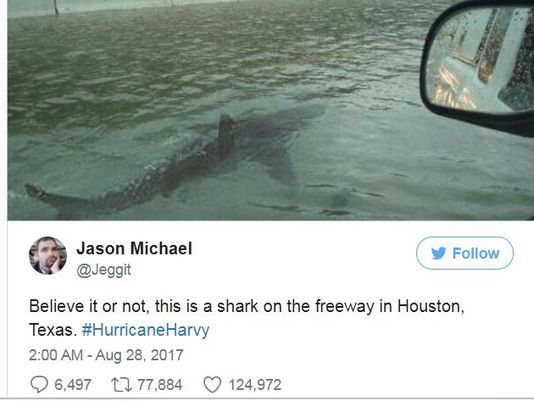 Jason Michael
@Jeggit
Follow
Believe it or not, this is a shark on the freeway in Houston,
Texas. #HurricaneHarvy
2:00 AM - Aug 28, 2017
6,497 77,884 124,972